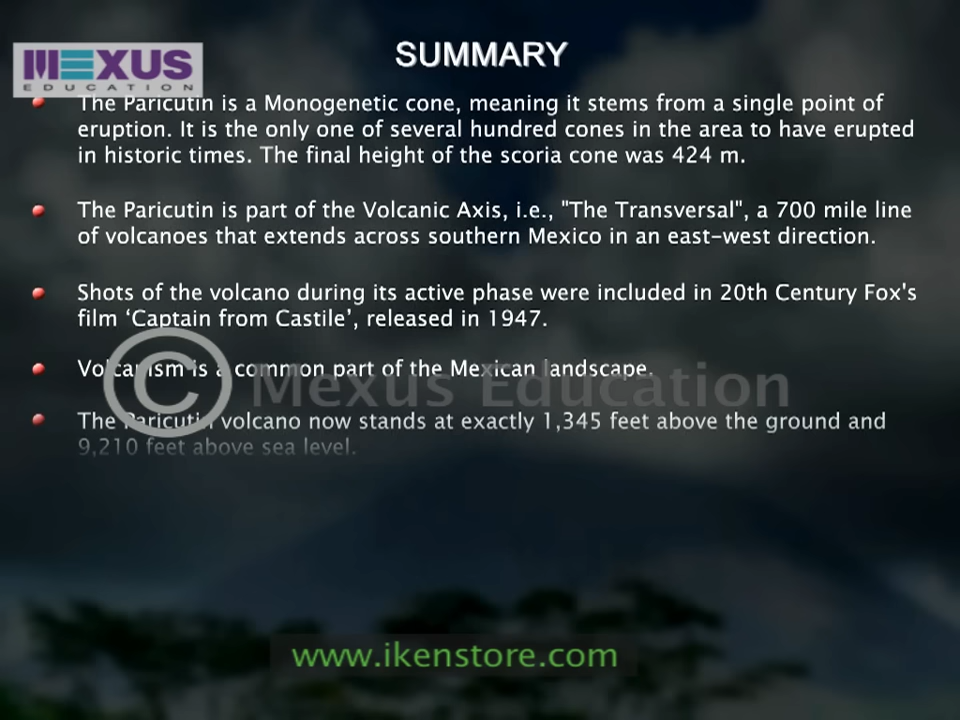 MEXUS
EDUCATION
SUMMARY
The Paricutin is a Monogenetic cone, meaning it stems from a single point of
eruption. It is the only one of several hundred cones in the area to have erupted
in historic times. The final height of the scoria cone was 424 m.
The Paricutin is part of the Volcanic Axis, i.e., "The Transversal", a 700 mile line
of volcanoes that extends across southern Mexico in an east-west direction.
Shots of the volcano during its active phase were included in 20th Century Fox's
film ‘Captain from Castile’, released in 1947.
Volcanism is a common part of the Mexican landscape.
© Mexus Education
The Paricutin volcano now stands at exactly 1,345 feet above the ground and
9,210 feet above sea level.
www.ikenstore.com